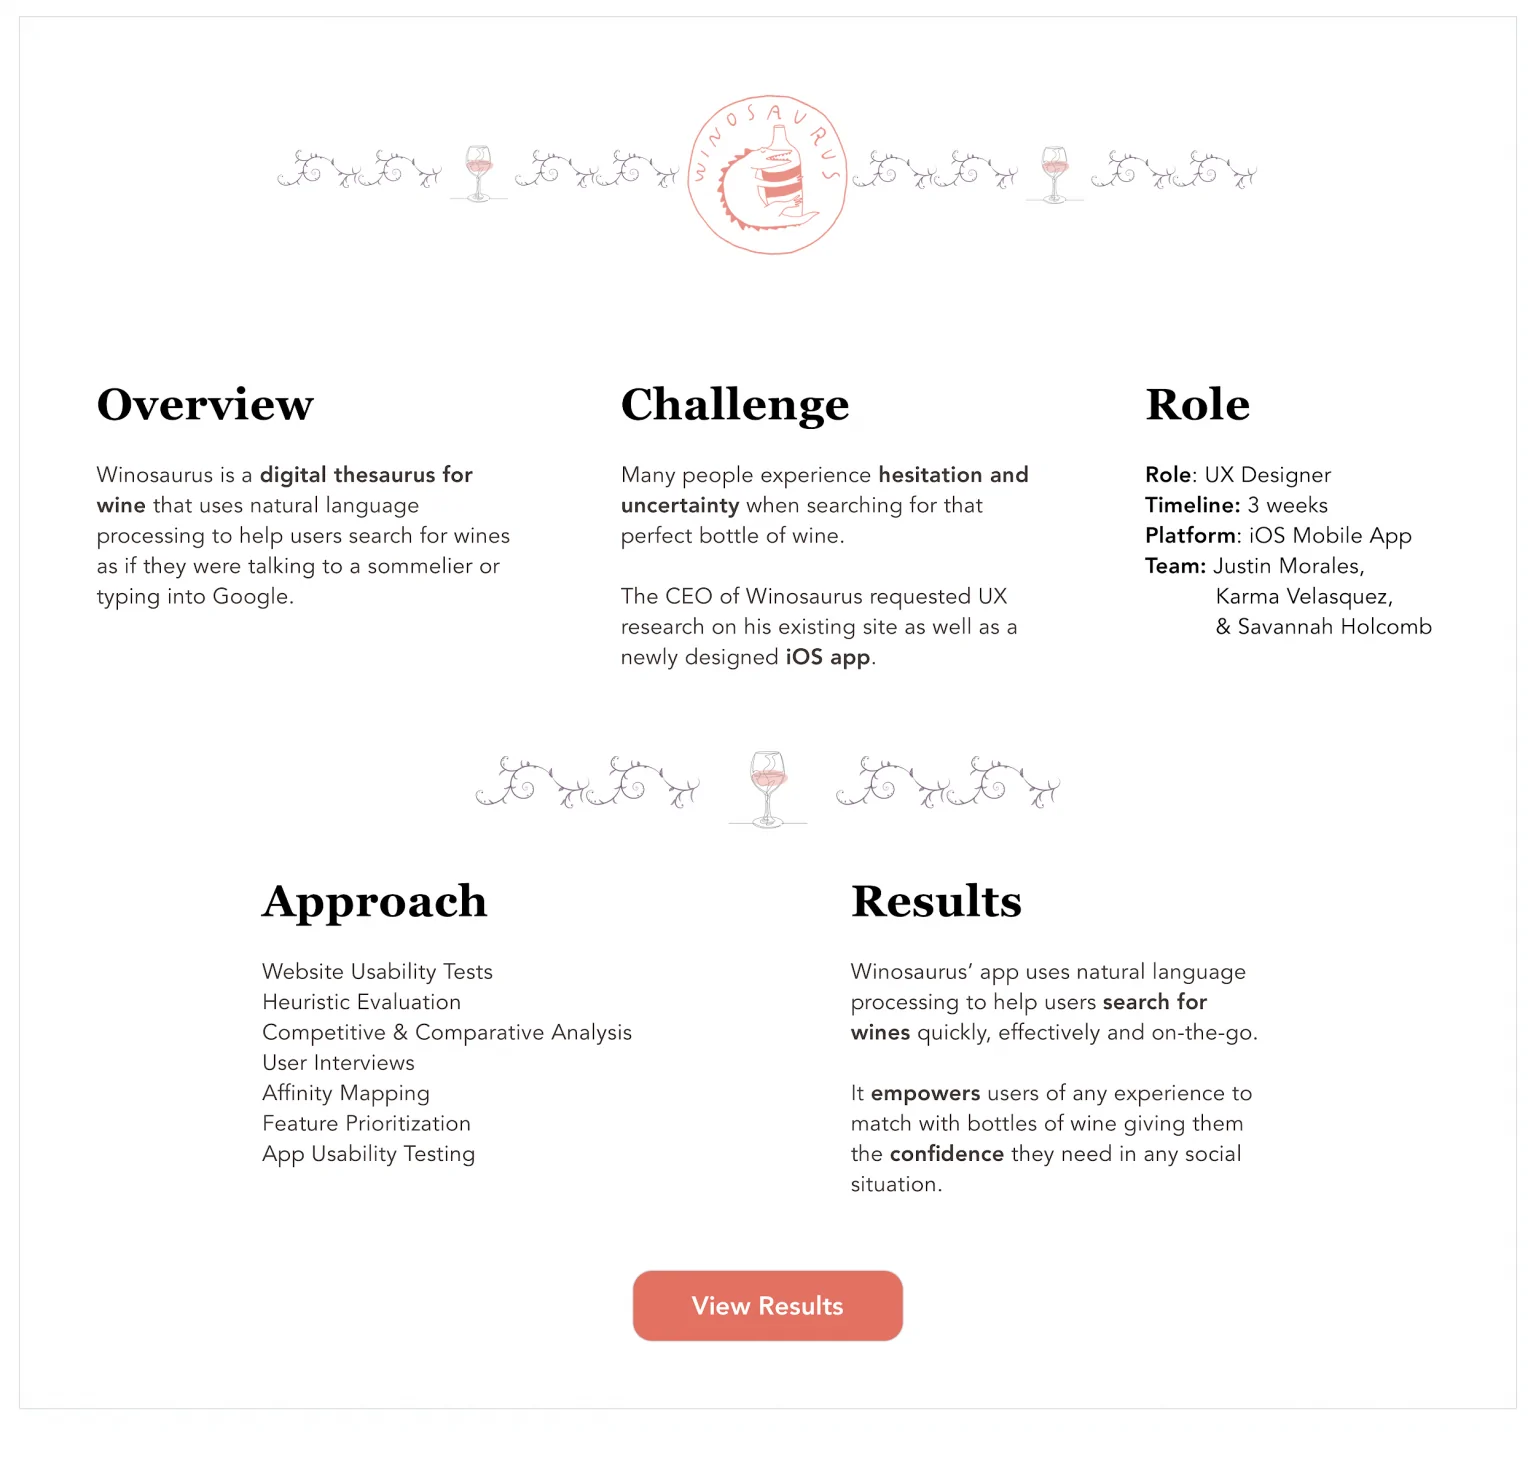 WINOSAURUS
Overview
Winosaurus is a digital thesaurus for
wine that uses natural language
processing to help users search for wines
as if they were talking to a sommelier or
typing into Google.
Challenge
Many people experience hesitation and
uncertainty when searching for that
perfect bottle of wine.
The CEO of Winosaurus requested UX
research on his existing site as well as a
newly designed iOS app.
Role
Role: UX Designer
Timeline: 3 weeks
Platform: iOS Mobile App
Team: Justin Morales,
Karma Velasquez,
& Savannah Holcomb
Approach
Website Usability Tests
Heuristic Evaluation
Competitive & Comparative Analysis
User Interviews
Affinity Mapping
Feature Prioritization
App Usability Testing
Results
Winosaurus’ app uses natural language
processing to help users search for
wines quickly, effectively and on-the-go.
It empowers users of any experience to
match with bottles of wine giving them
the confidence they need in any social
situation.
View Results